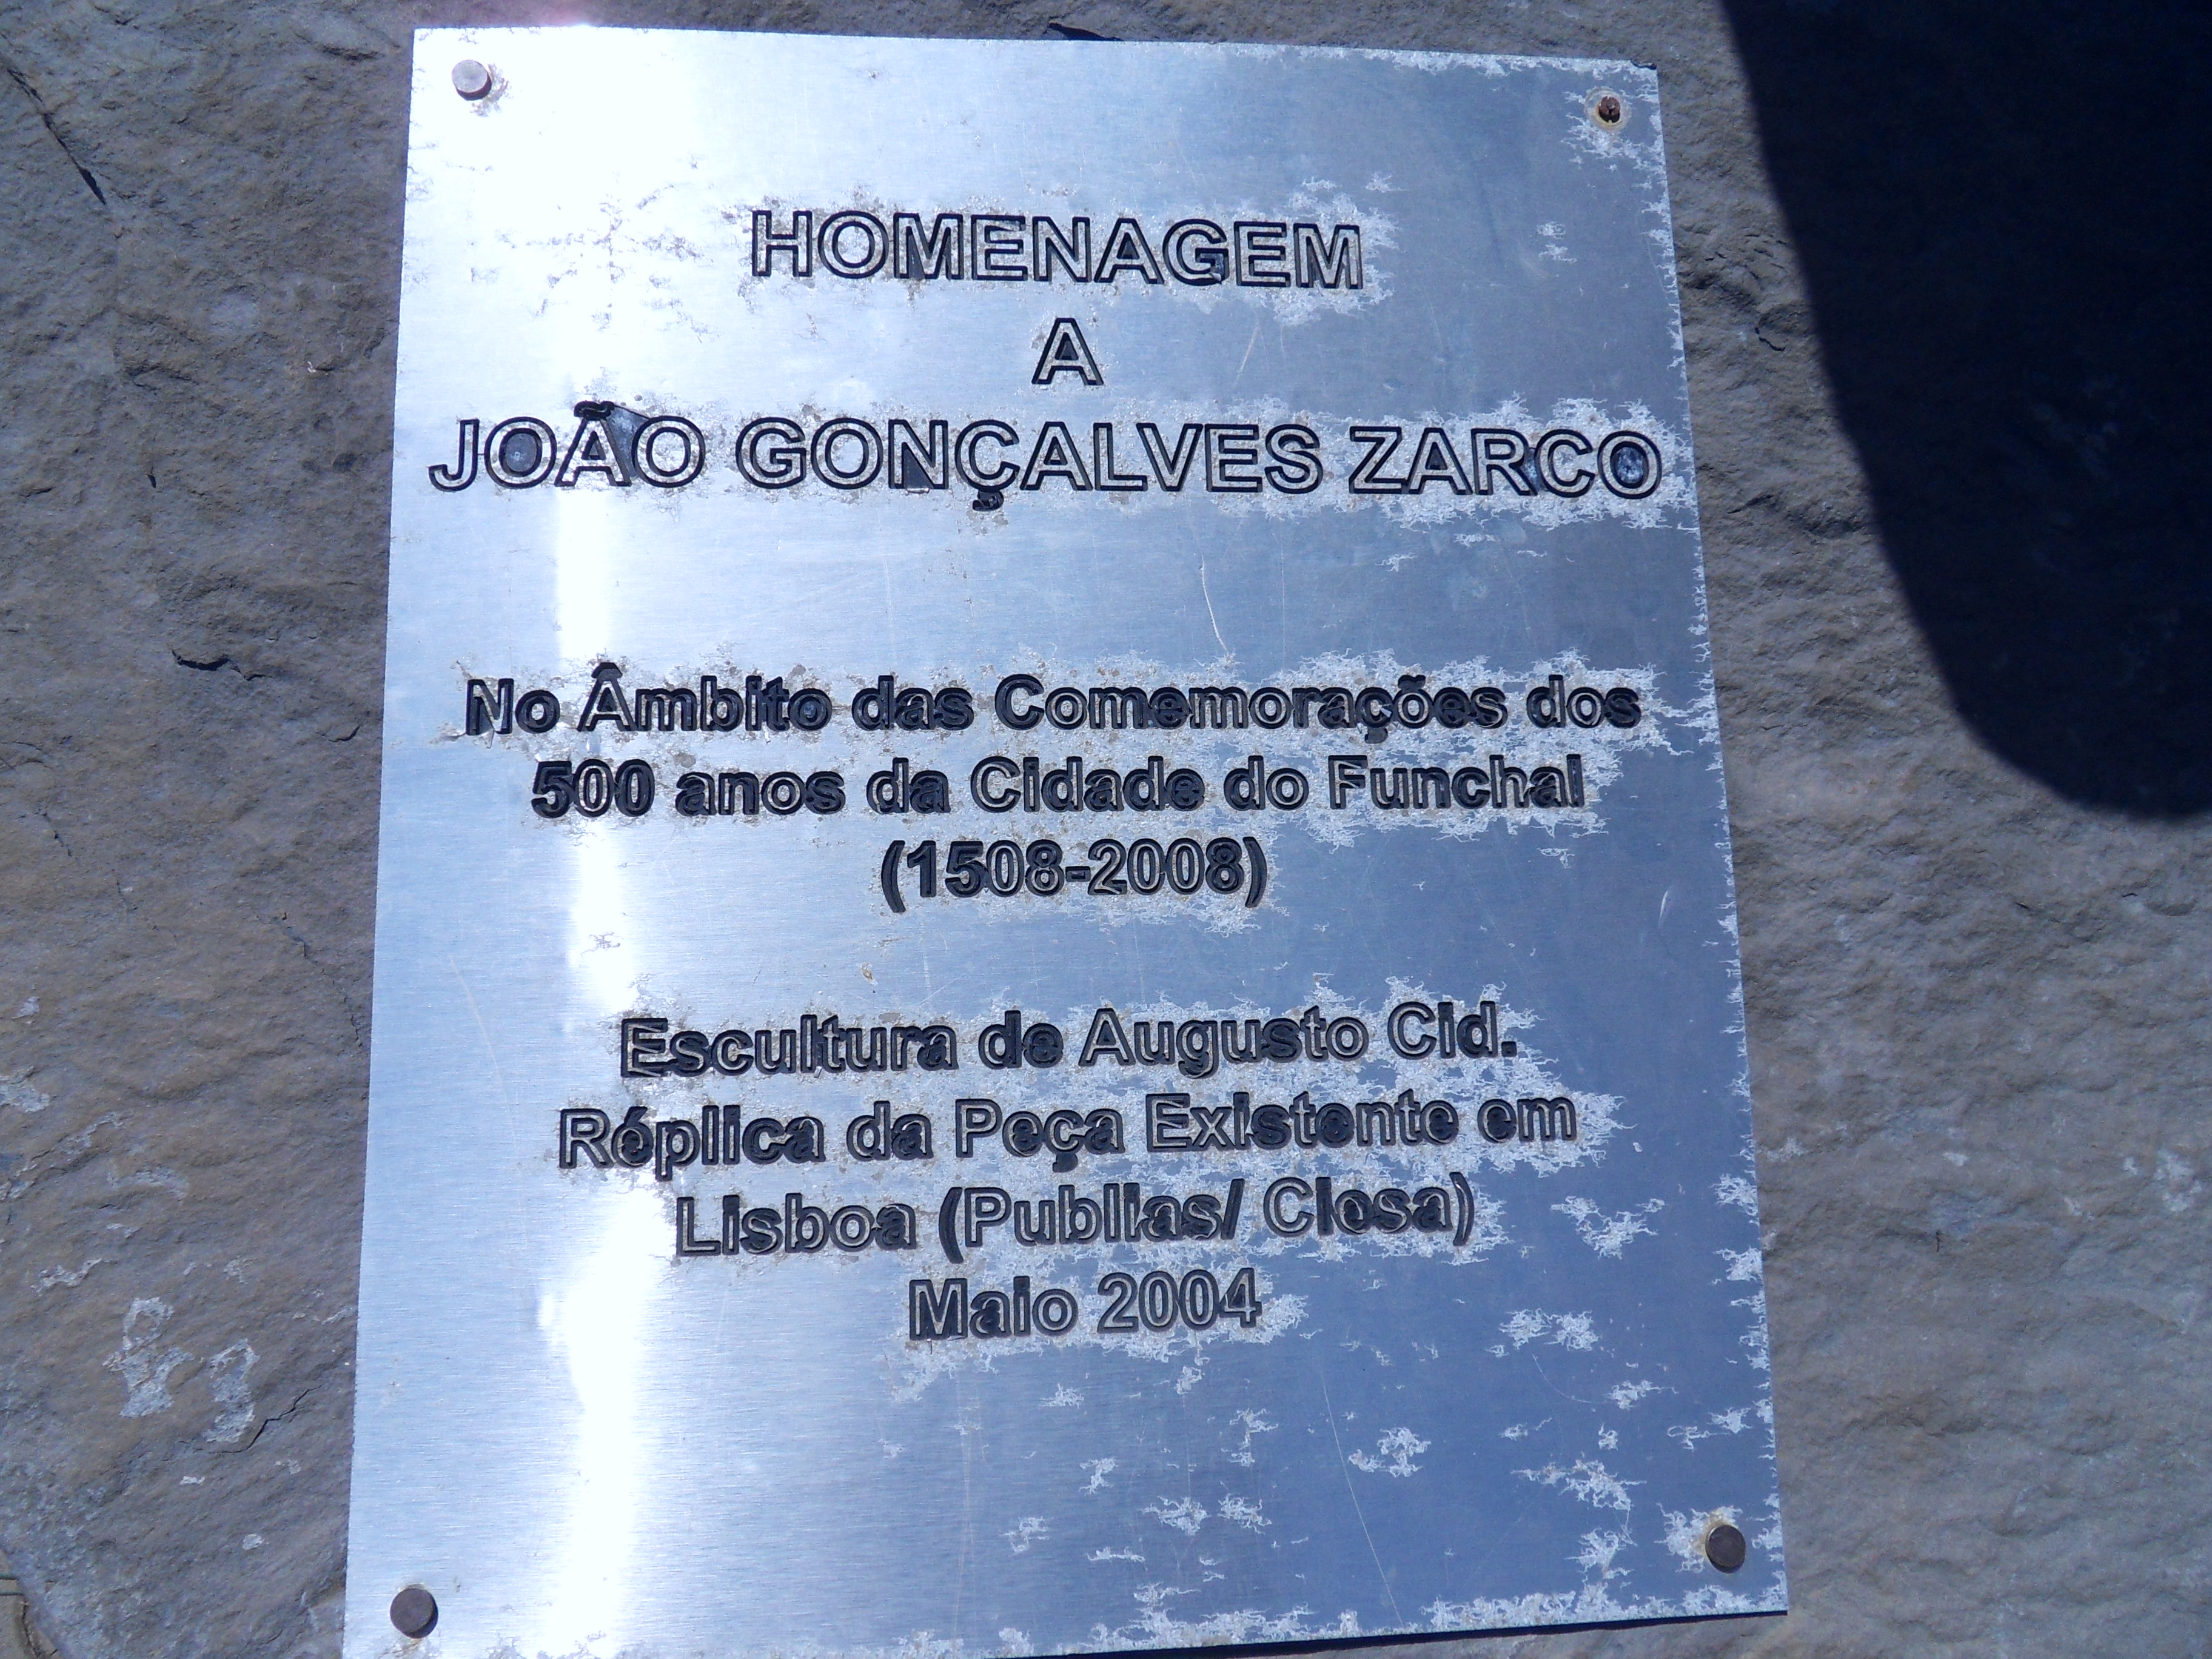 HOMENAGEM
A
JOÃO GONÇALVES ZARCO
No Âmbito das Comemorações dos
500 anos da Cidade do Funchal
(1508-2008)
Escultura de Augusto Cid.
Réplica da Peça Existente em
Lisboa (Publias/ Ciesa)
Maio 2004